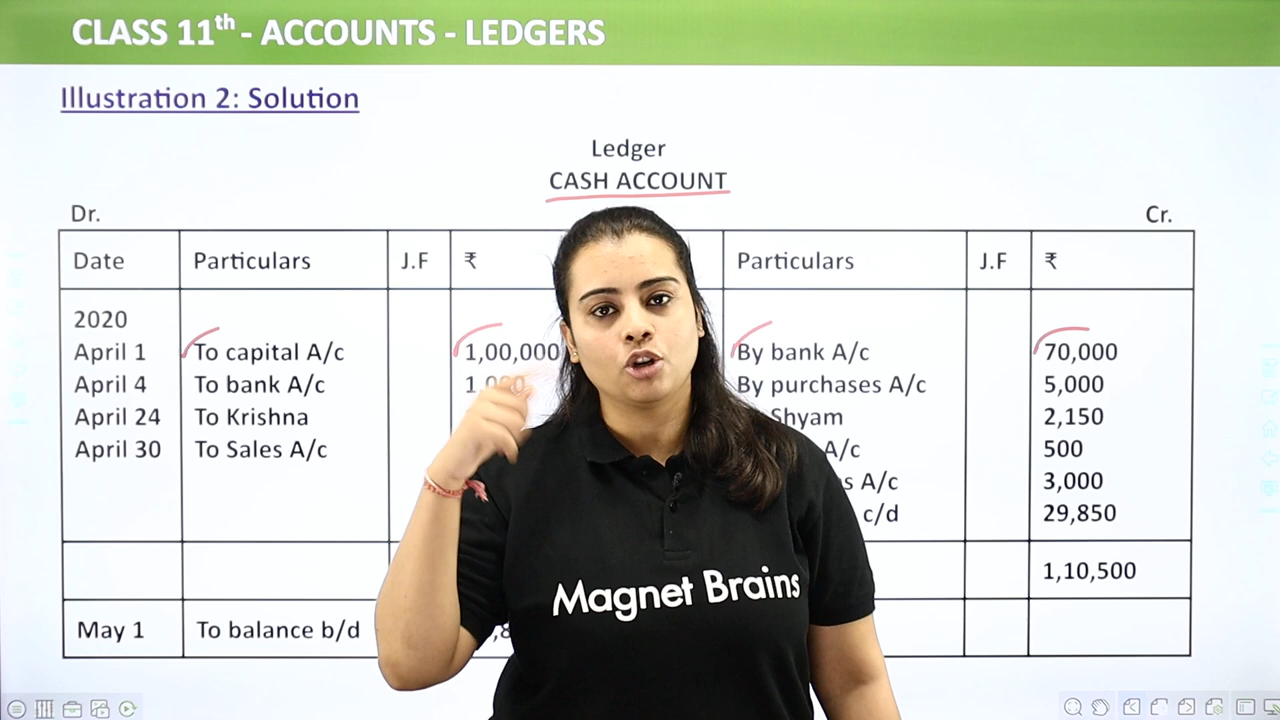 CLASS 11th - ACCOUNTS - LEDGERS
Illustration 2: Solution
Ledger
CASH ACCOUNT
Dr. Cr.
Date Particulars J.F ₹ Particulars J.F ₹
2020
April 1 To capital A/c 1,00,000 By bank A/c 70,000
April 4 To bank A/c By purchases A/c 5,000
April 24 To Krishna Shyam 2,150
April 30 To Sales A/c A/c 500
A/c 3,000
c/d 29,850
1,10,500
May 1 To balance b/d
Magnet Brains